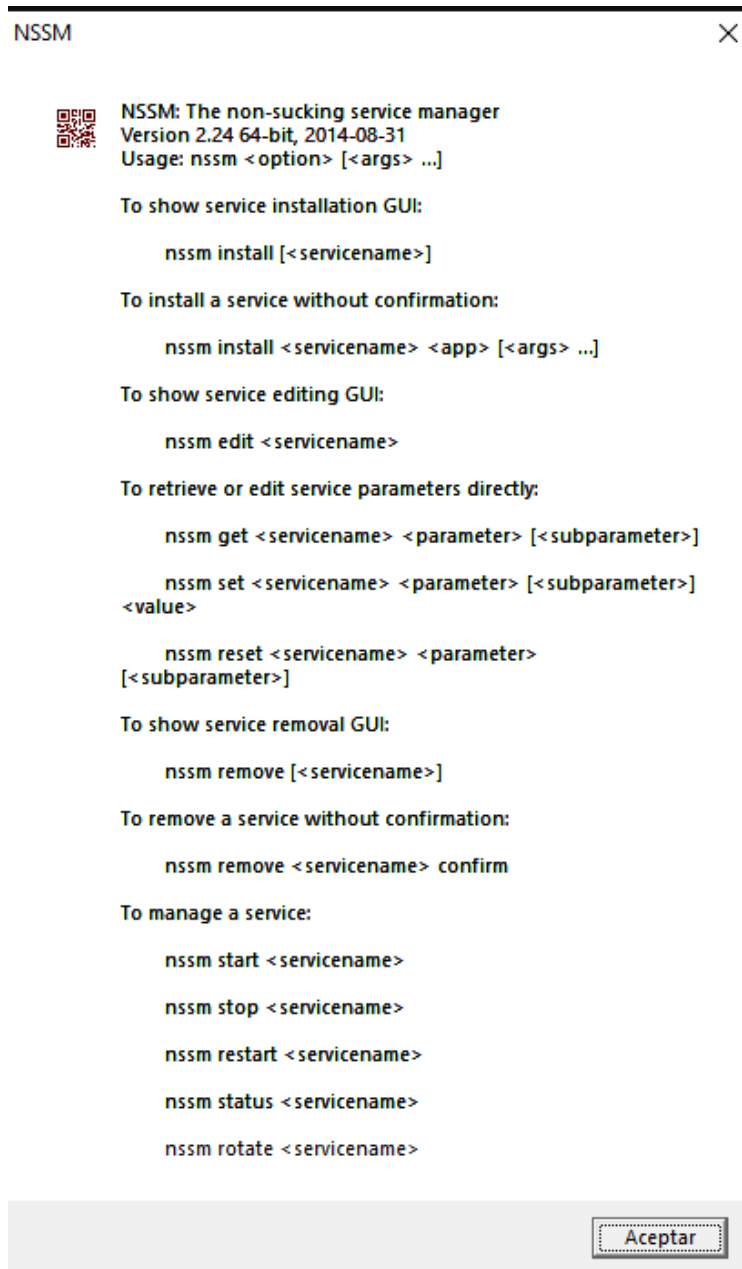 NSSM
NSSM: The non-sucking service manager
Version 2.24 64-bit, 2014-08-31
Usage: nssm <option> [<args> ...]
To show service installation GUI:
nssm install [<servicename>]
To install a service without confirmation:
nssm install <servicename> <app> [<args> ...]
To show service editing GUI:
nssm edit <servicename>
To retrieve or edit service parameters directly:
nssm get <servicename> <parameter> [<subparameter>]
nssm set <servicename> <parameter> [<subparameter>]
<value>
nssm reset <servicename> <parameter>
[<subparameter>]
To show service removal GUI:
nssm remove [<servicename>]
To remove a service without confirmation:
nssm remove <servicename> confirm
To manage a service:
nssm start <servicename>
nssm stop <servicename>
nssm restart <servicename>
nssm status <servicename>
nssm rotate <servicename>
Aceptar